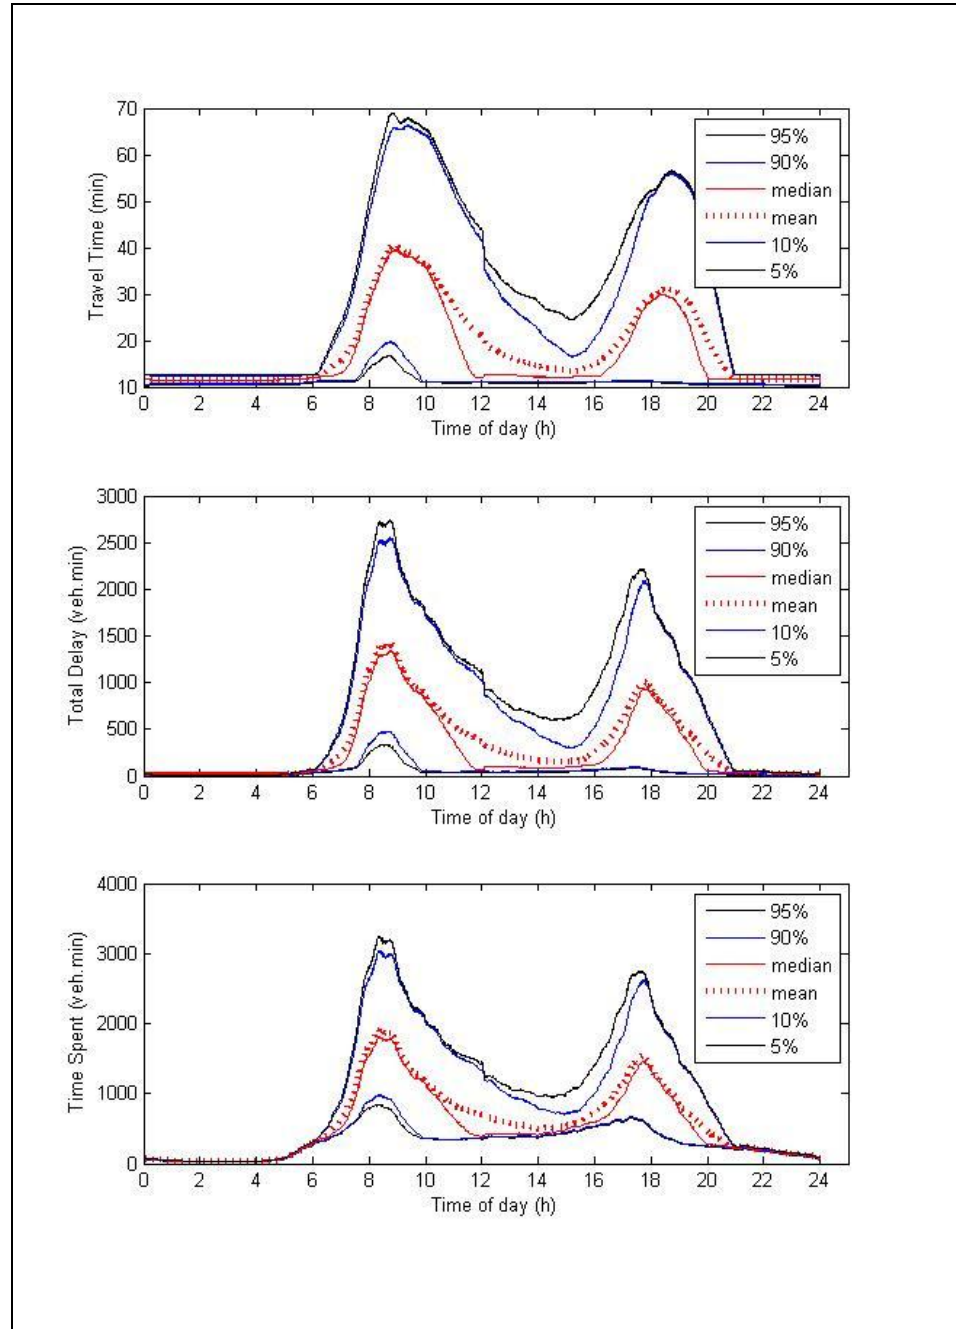 70
60
50
40
30
20
10
Travel Time (min)
0 2 4 6 8 10 12 14 16 18 20 22 24
Time of day (h)
95%
90%
median
mean
10%
5%
3000
2500
2000
1500
1000
500
0
Total Delay (veh.min)
0 2 4 6 8 10 12 14 16 18 20 22 24
Time of day (h)
95%
90%
median
mean
10%
5%
4000
3000
2000
1000
0
Time Spent (veh.min)
0 2 4 6 8 10 12 14 16 18 20 22 24
Time of day (h)
95%
90%
median
mean
10%
5%